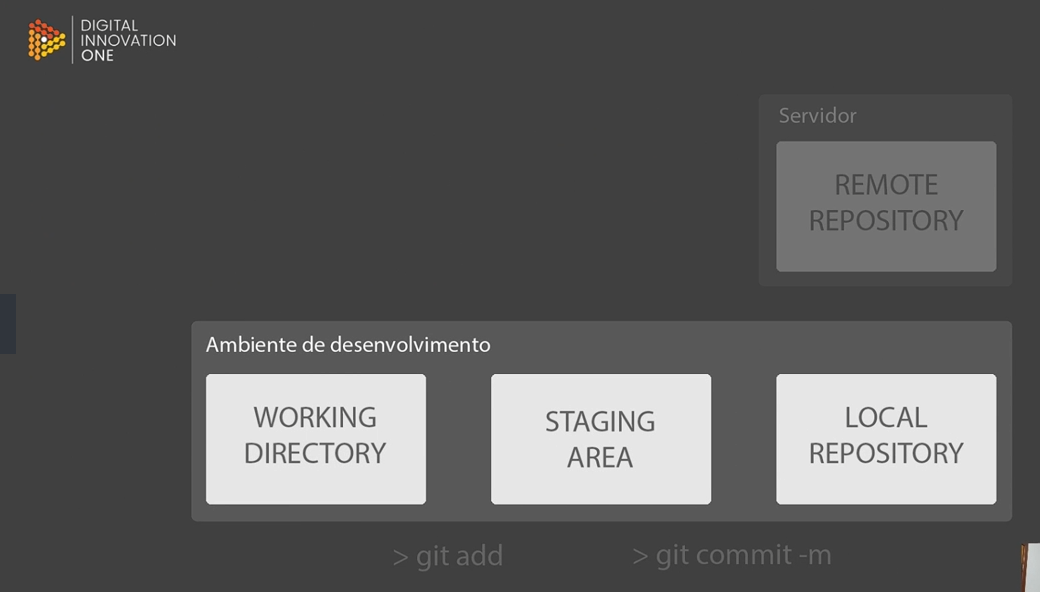 DIGITAL
INNOVATION
ONE
Servidor
REMOTE
REPOSITORY
Ambiente de desenvolvimento
WORKING
DIRECTORY
STAGING
AREA
LOCAL
REPOSITORY
> git add
> git commit -m